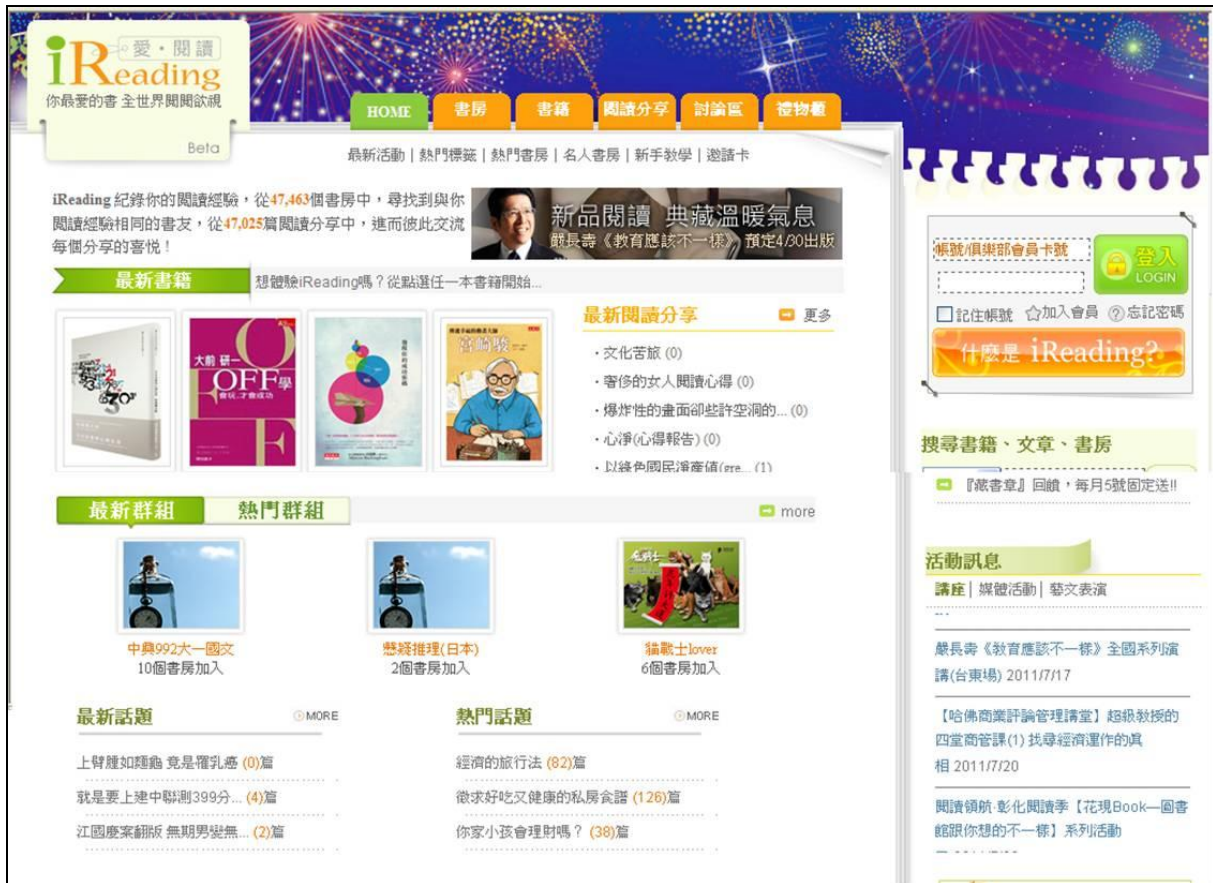 愛・閱讀
iReading
你最愛的書 全世界聞聞欲視
Beta
HOME 書房 書籍 閱讀分享 討論區 禮物櫃
最新活動 | 熱門標籤 | 熱門書房 | 名人書房 | 新手教學 | 邀請卡
iReading 紀錄你的閱讀經驗,從47,463個書房中,尋找到與你
閱讀經驗相同的書友,從47,025篇閱讀分享中,進而彼此交流
每個分享的喜悦!
新品閱讀 典藏溫暖氣息
嚴長壽《教育應該不一樣》 預定4/30出版
帳號/俱樂部會員卡號
登入
LOGIN
記住帳號 加入會員 忘記密碼
什麼是 iReading?
最新書籍
想體驗iReading嗎?從點選任一本書籍開始...
大前 研一
OFF學
會玩,才會成功
宮崎駿
最新閱讀分享 更多
・文化苦旅 (0)
・奢侈的女人閱讀心得 (0)
・爆炸性的畫面卻些許空洞的... (0)
・心淨(心得報告) (0)
・以綠色國民淨產值(gre... (1)
搜尋書籍、文章、書房
『藏書章』回饋,每月5號固定送!!
最新群組 熱門群組 more
中興992大一國文
10個書房加入
懸疑推理(日本)
2個書房加入
貓戰士lover
6個書房加入
活動訊息
講座 | 媒體活動 | 藝文表演
嚴長壽《教育應該不一樣》全國系列演
講(台東場) 2011/7/17
【哈佛商業評論管理講堂】超級教授的
四堂商管課(1) 找尋經濟運作的真
相 2011/7/20
閱讀領航‧彰化閱讀季【花現Book—圖書
館跟你想的不一樣】系列活動
最新話題 MORE
上臂腫如麵龜 竟是罹乳癌 (0)篇
就是要上建中聯測399分... (4)篇
江國慶案翻版 無期男變無... (2)篇
熱門話題 MORE
經濟的旅行法 (82)篇
徵求好吃又健康的私房食譜 (126)篇
你家小孩會理財嗎? (38)篇